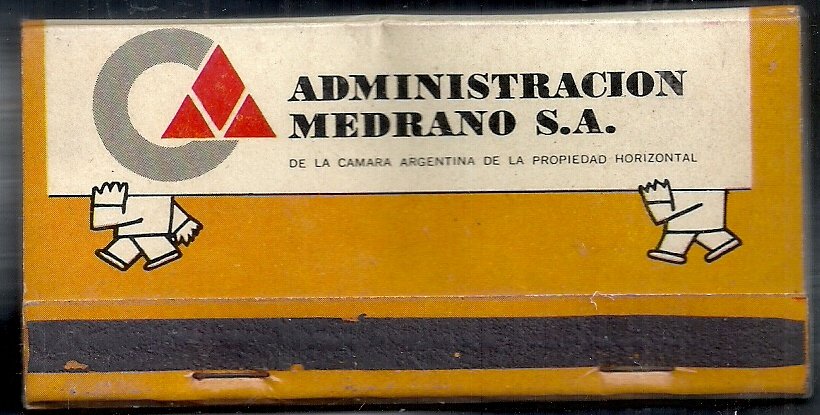 ADMINISTRACION
MEDRANO S.A.
DE LA CAMARA ARGENTINA DE LA PROPIEDAD HORIZONTAL